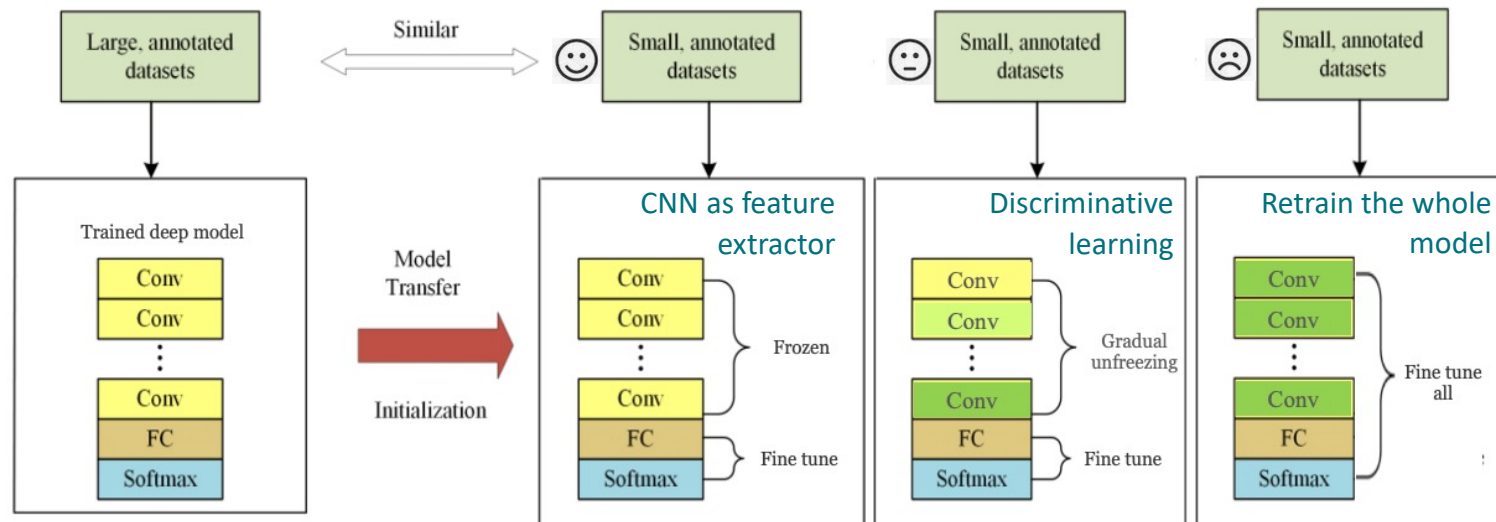 Large, annotated
datasets
Similar
Small, annotated
datasets
Small, annotated
datasets
Small, annotated
datasets
Trained deep model
Conv
Conv
Conv
FC
Softmax
Model
Transfer
Initialization
CNN as feature
extractor
Conv
Conv
Conv
FC
Softmax
Frozen
Fine tune
Discriminative
learning
Conv
Conv
Conv
FC
Softmax
Gradual
unfreezing
Fine tune
Retrain the whole
model
Conv
Conv
Conv
FC
Softmax
Fine tune
all